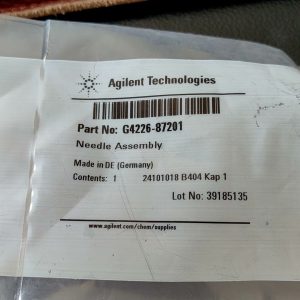 Agilent Technologies
Part No: G4226-87201
Needle Assembly
Made in DE (Germany)
Contents: 1 24101018 B404 Kap 1
Lot No: 39185135
www.agilent.com/chem/supplies